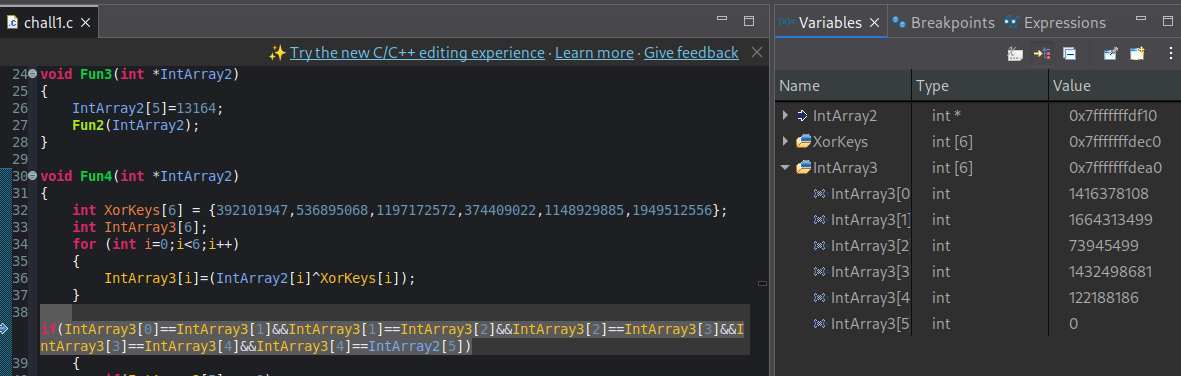 chall1.c
✨ Try the new C/C++ editing experience · Learn more · Give feedback
24 void Fun3(int *IntArray2)
25 {
26 IntArray2[5]=13164;
27 Fun2(IntArray2);
28 }
29
30 void Fun4(int *IntArray2)
31 {
32 int XorKeys[6] = {392101947,536895068,1197172572,374409022,1148929885,1949512556};
33 int IntArray3[6];
34 for (int i=0;i<6;i++)
35 {
36 IntArray3[i]=(IntArray2[i]^XorKeys[i]);
37 }
38
if(IntArray3[0]==IntArray3[1]&&IntArray3[1]==IntArray3[2]&&IntArray3[2]==IntArray3[3]&&I
ntArray3[3]==IntArray3[4]&&IntArray3[4]==IntArray2[5])
39 {
Variables Breakpoints Expressions
Name Type Value
IntArray2 int * 0x7fffffffdf10
XorKeys int [6] 0x7fffffffdec0
IntArray3 int [6] 0x7fffffffdea0
IntArray3[0 int 1416378108
IntArray3[1] int 1664313499
IntArray3[2 int 73945499
IntArray3[3 int 1432498681
IntArray3[4 int 122188186
IntArray3[5 int 0